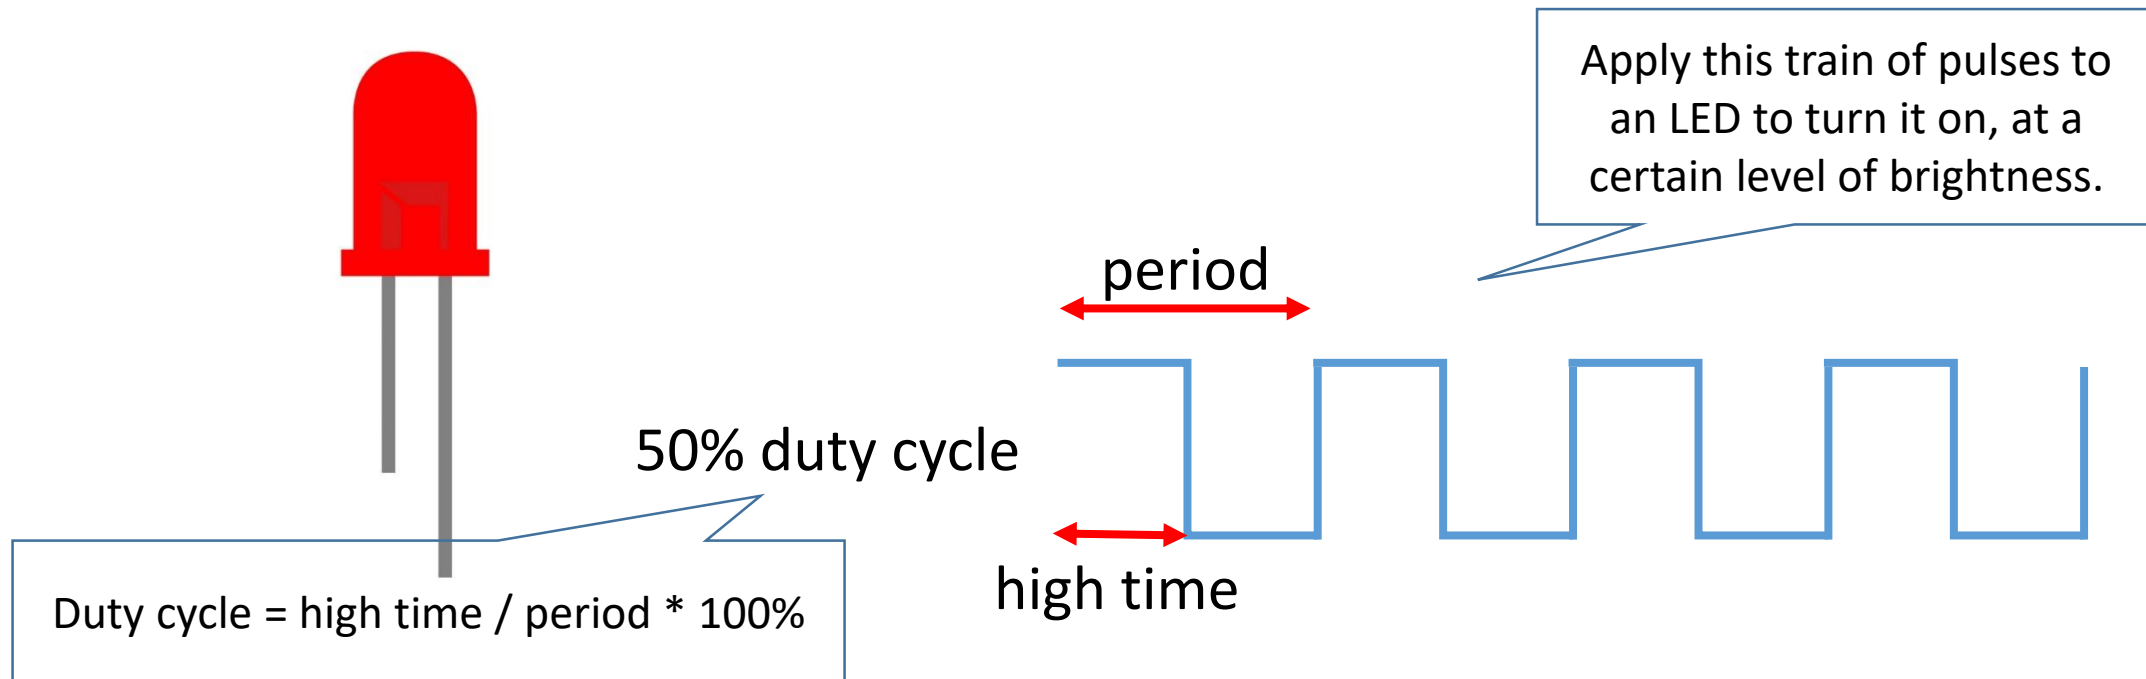 Apply this train of pulses to
an LED to turn it on, at a
certain level of brightness.
period
50% duty cycle
high time
Duty cycle = high time / period * 100%